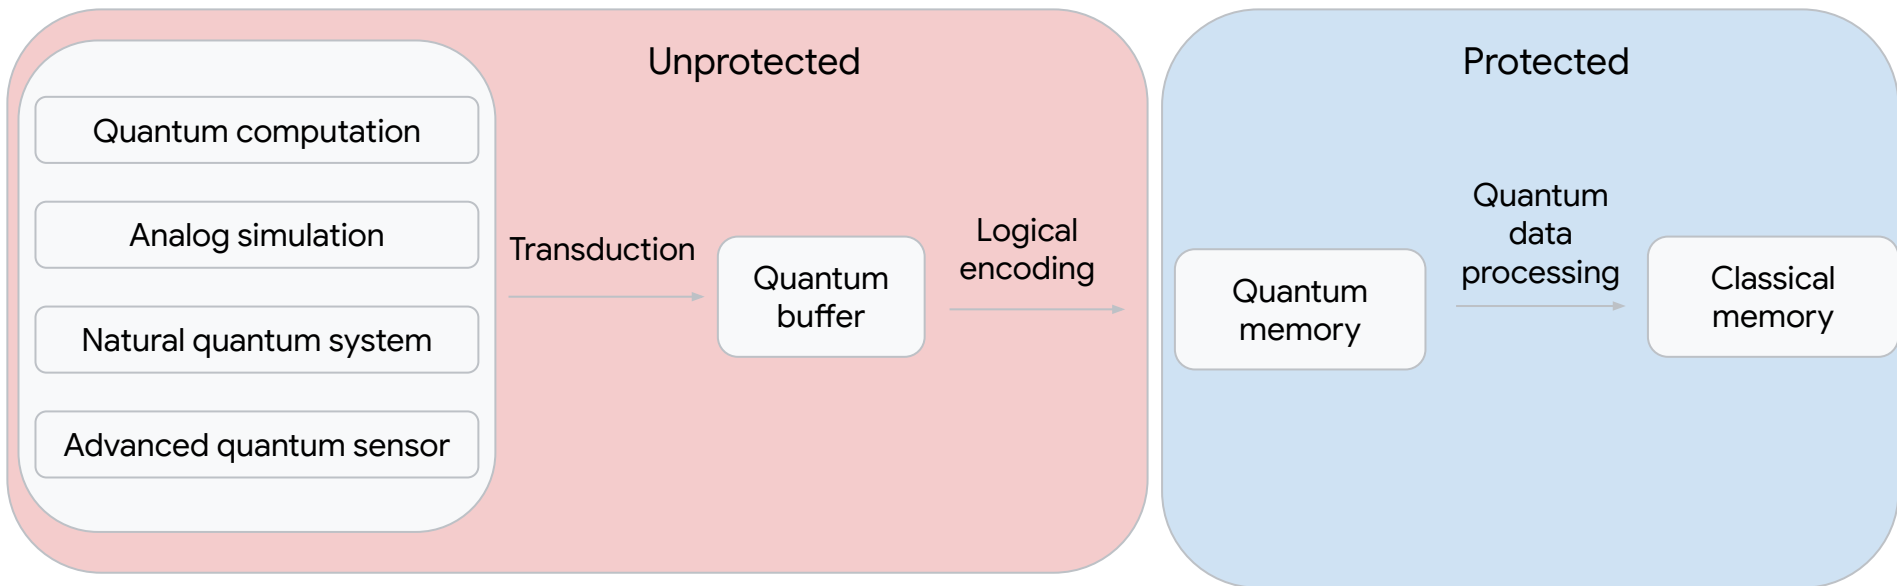 Unprotected
Protected
Quantum computation
Analog simulation
Natural quantum system
Advanced quantum sensor
Transduction
Quantum
buffer
Logical
encoding
Quantum
memory
Quantum
data
processing
Classical
memory